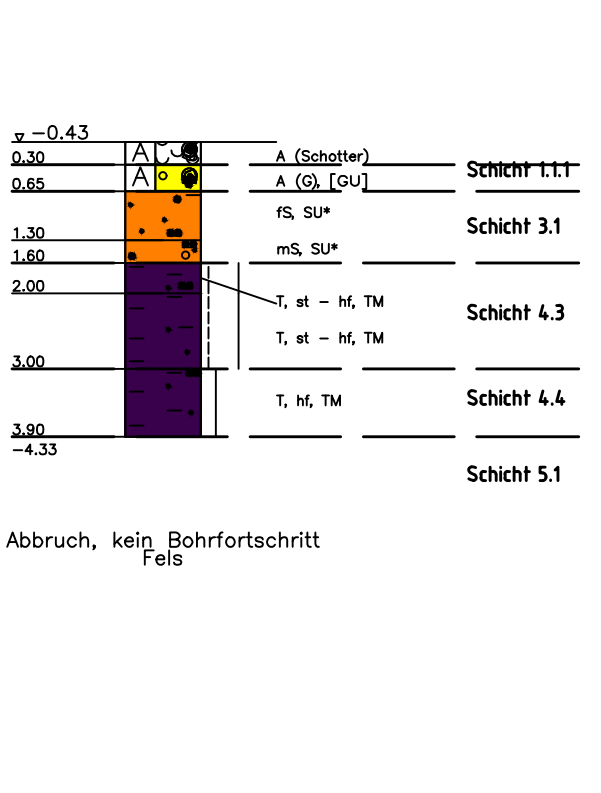 ▽ −0.43
0.30
A
A (Schotter)
Schicht 1.1.1
0.65
A
A (G), [GU]
fS, SU*
Schicht 3.1
1.30
mS, SU*
1.60
2.00
T, st − hf, TM
Schicht 4.3
T, st − hf, TM
3.00
T, hf, TM
Schicht 4.4
3.90
−4.33
Schicht 5.1
Abbruch, kein Bohrfortschritt
Fels